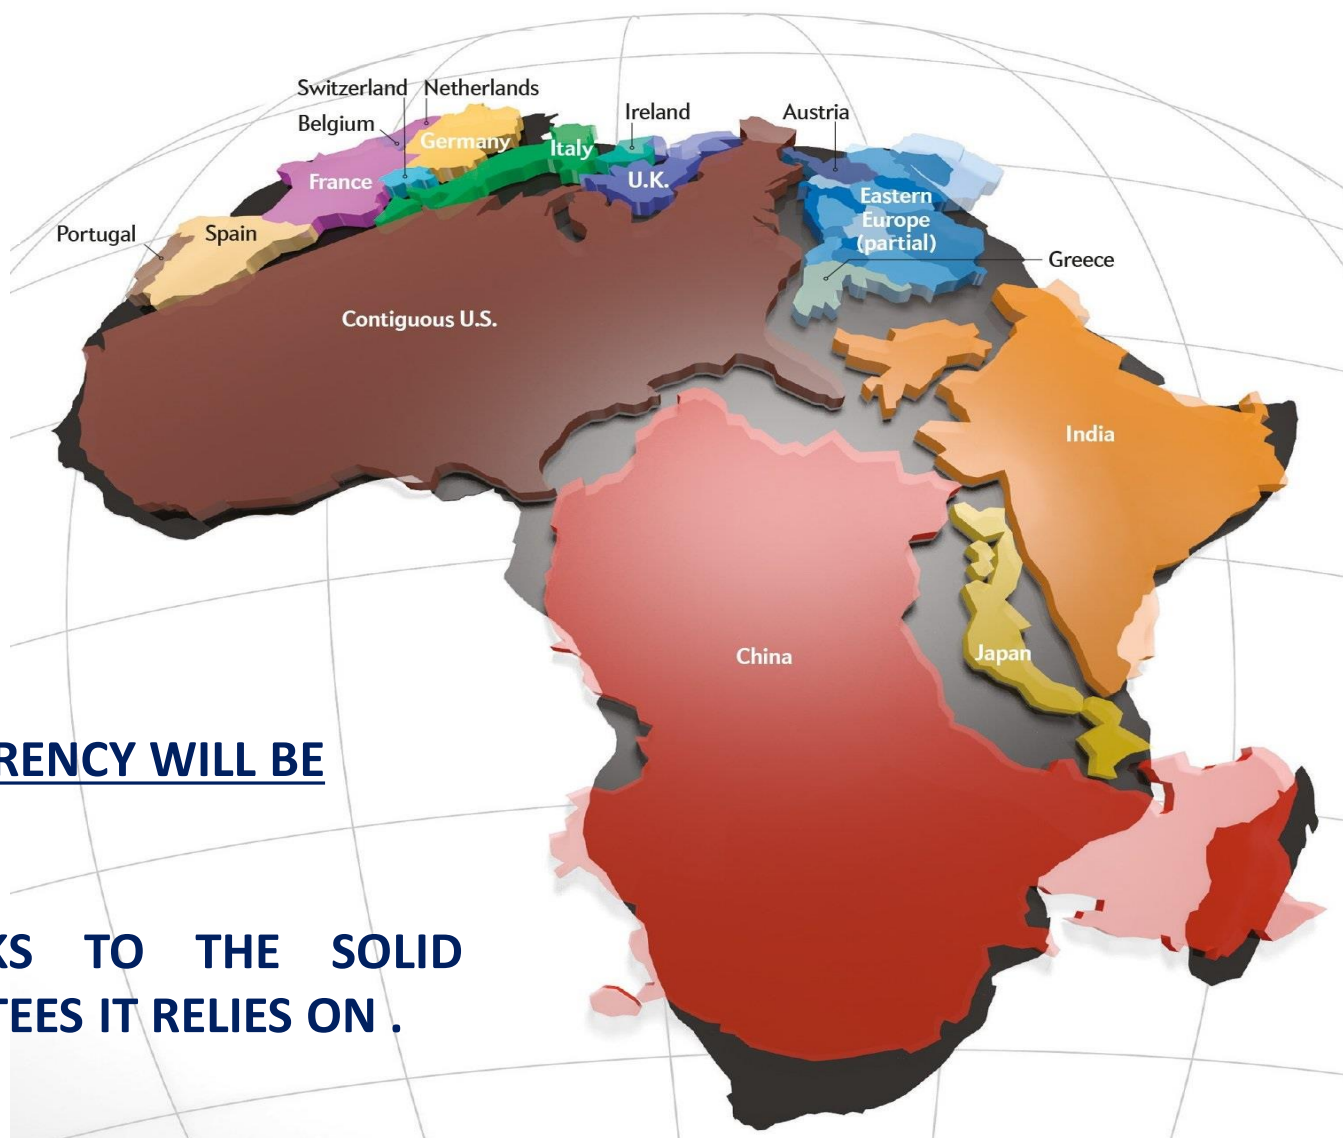 Switzerland
Netherlands
Belgium
Germany
Italy
Ireland
Austria
France
U.K.
Eastern
Europe
(partial)
Portugal
Spain
Greece
Contiguous U.S.
India
China
Japan
RENCY WILL BE
KS TO THE SOLID
TEES IT RELIES ON .